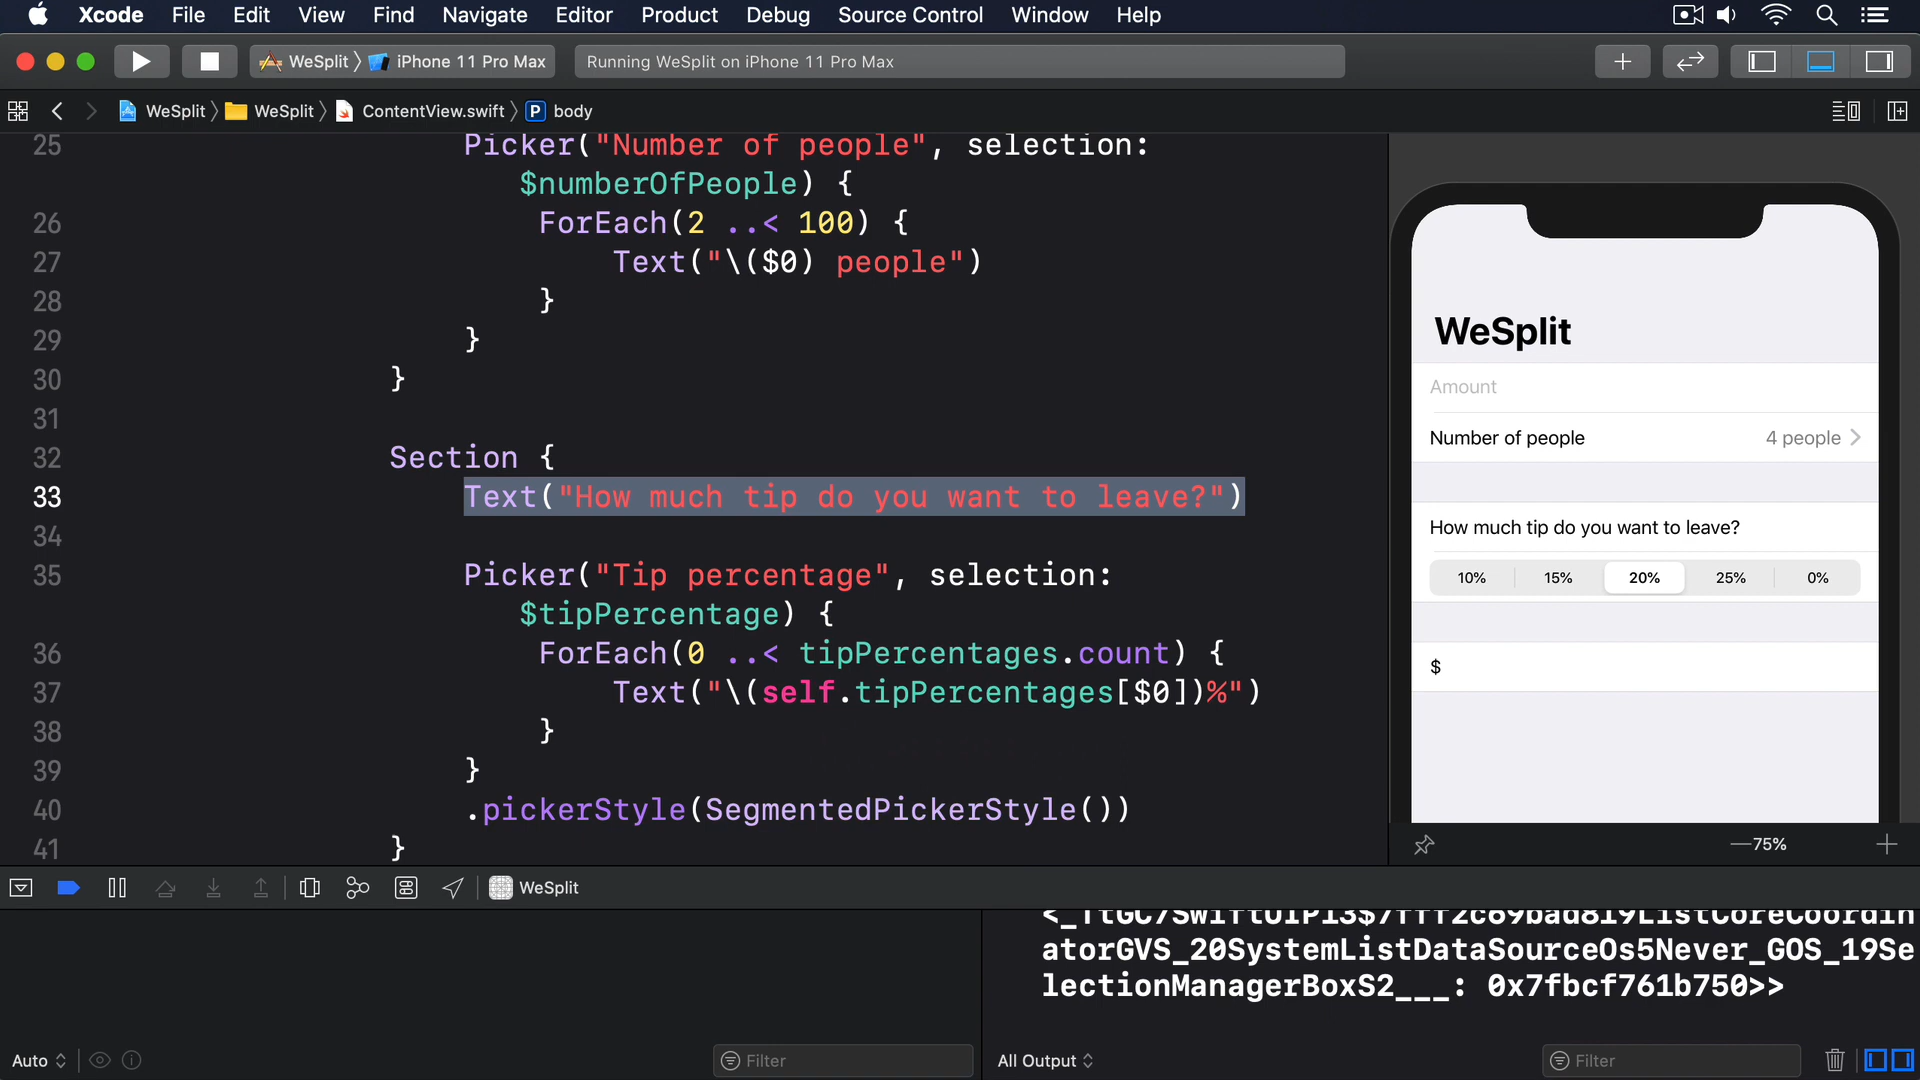 Xcode File Edit View Find Navigate Editor Product Debug Source Control Window Help
WeSplit iPhone 11 Pro Max
Running WeSplit on iPhone 11 Pro Max
WeSplit WeSplit ContentView.swift P body
25 Picker("Number of people", selection:
$numberOfPeople) {
26 ForEach(2 ..< 100) {
27 Text("\($0) people")
28 }
29 }
30 }
31
32 Section {
33 Text("How much tip do you want to leave?")
34
35 Picker("Tip percentage", selection:
$tipPercentage) {
36 ForEach(0 ..< tipPercentages.count) {
37 Text("\(self.tipPercentages[$0])%")
38 }
39 }
40 .pickerStyle(SegmentedPickerStyle())
41 }
WeSplit
Amount
Number of people 4 people
How much tip do you want to leave?
10% 15% 20% 25% 0%
$
75%
WeSplit
<_TtGC7SwiftUIP13$7fff2c69bad819ListCoreCoordin
atorGVS_20SystemListDataSourceOs5Never_GOS_19Se
lectionManagerBoxS2___: 0x7fbcf761b750>>
Auto
Filter
All Output
Filter